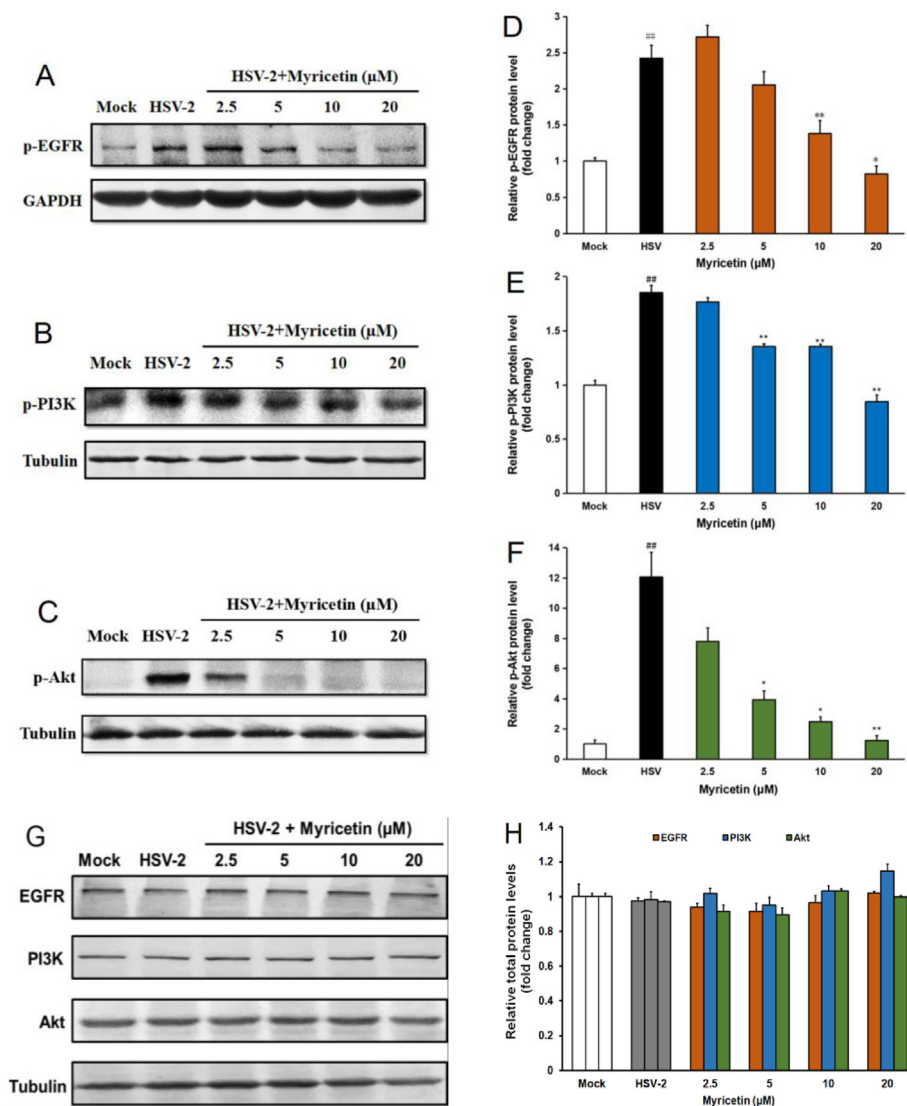 A
HSV-2+Myricetin (μM)
Mock HSV-2 2.5 5 10 20
p-EGFR
GAPDH
B
HSV-2+Myricetin (μM)
Mock HSV-2 2.5 5 10 20
p-PI3K
Tubulin
C
HSV-2+Myricetin (μM)
Mock HSV-2 2.5 5 10 20
p-Akt
Tubulin
G
HSV-2 + Myricetin (μM)
Mock HSV-2 2.5 5 10 20
EGFR
PI3K
Akt
Tubulin
D
Relative p-EGFR protein level
(fold change)
3
2.5
2
1.5
1
0.5
0
##
**
*
Mock HSV 2.5 5 10 20
Myricetin (μM)
E
Relative p-PI3K protein level
(fold change)
2
1.5
1
0.5
0
##
** **
**
Mock HSV 2.5 5 10 20
Myricetin (μM)
F
Relative p-Akt protein level
(fold change)
14
12
10
8
6
4
2
0
##
*
*
**
Mock HSV 2.5 5 10 20
Myricetin (μM)
H
Relative total protein levels
(fold change)
1.4
1.2
1
0.8
0.6
0.4
0.2
0
EGFR PI3K Akt
Mock HSV-2 2.5 5 10 20
Myricetin (μM)